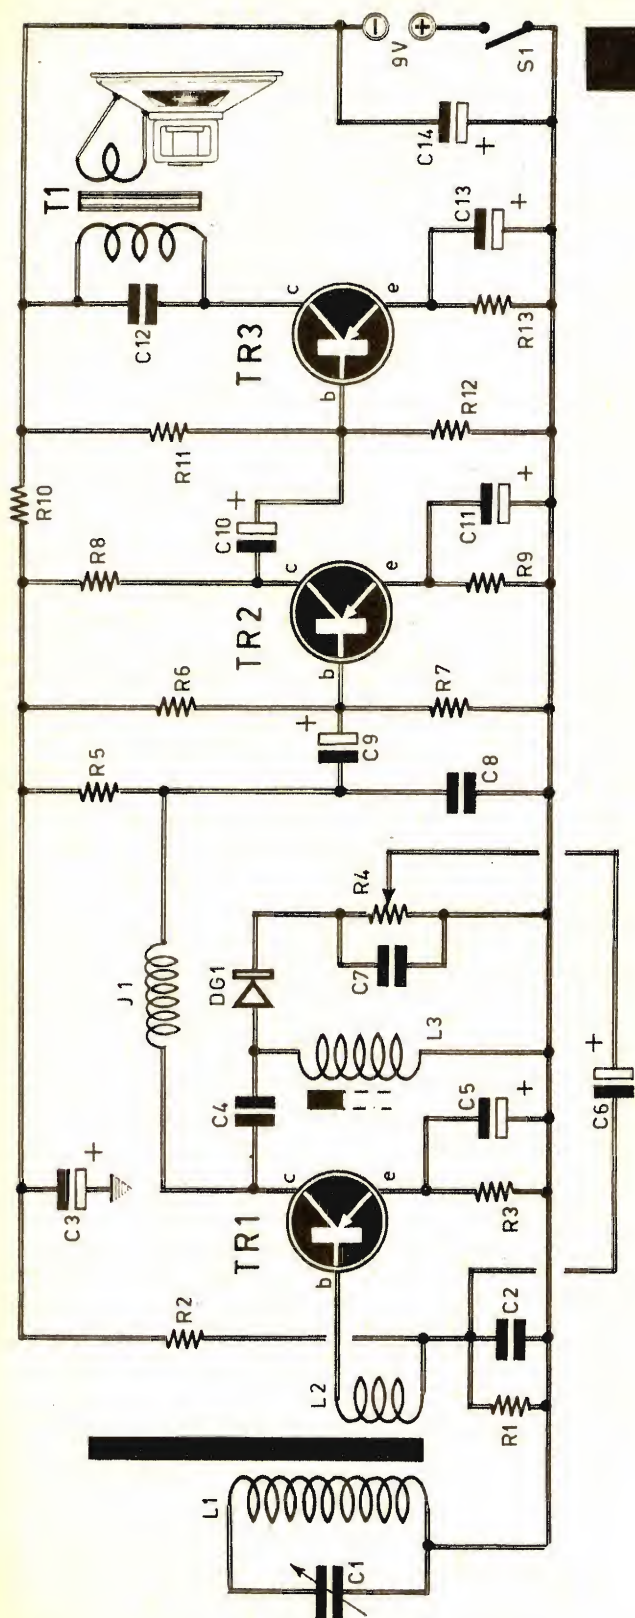 L1
C1
L2
R2
R1
C2
C3
+
TR1
b
c
e
R3
C5
+
C6
+
J1
C4
L3
DG1
C7
R4
R5
C8
C9
+
R6
R7
TR2
b
c
e
R8
R9
C10
+
C11
+
R10
R11
R12
TR3
b
c
e
C12
R13
C13
+
T1
C14
+
−
+
9V
S1